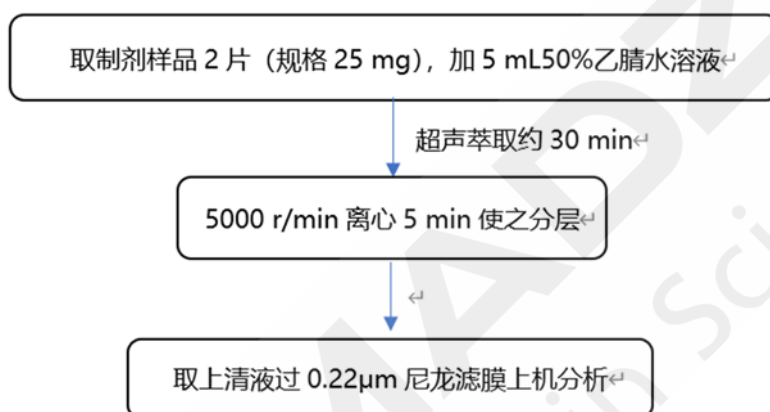 取制剂样品 2 片（规格 25 mg），加 5 mL50%乙腈水溶液↵
超声萃取约 30 min↵
5000 r/min 离心 5 min 使之分层↵
↵
取上清液过 0.22μm 尼龙滤膜上机分析↵